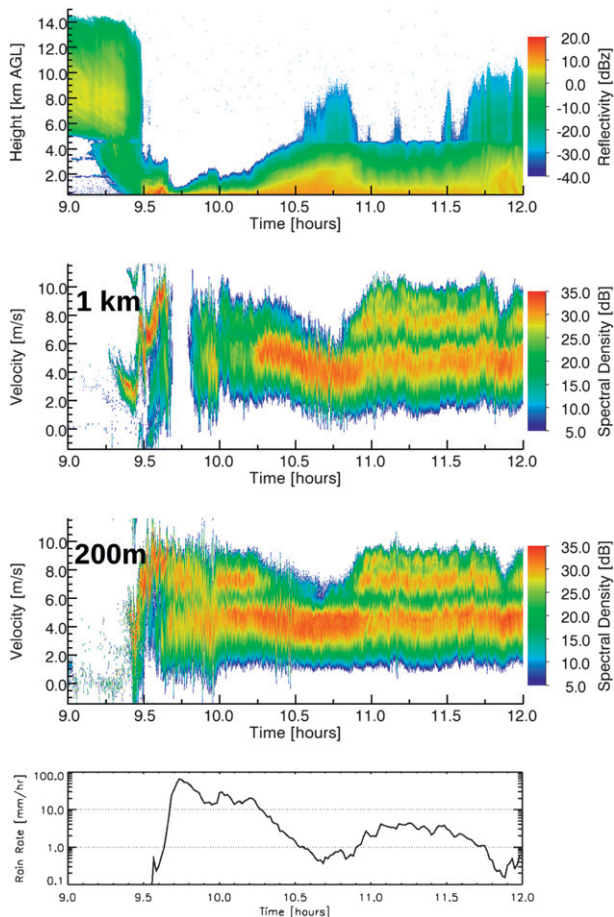 14.0
12.0
10.0
8.0
6.0
4.0
2.0
Height [km AGL]
9.0 9.5 10.0 10.5 11.0 11.5 12.0
Time [hours]
20.0
10.0
0.0
-10.0
-20.0
-30.0
-40.0
Reflectivity [dBz]
1 km
10.0
8.0
6.0
4.0
2.0
0.0
Velocity [m/s]
9.0 9.5 10.0 10.5 11.0 11.5 12.0
Time [hours]
35.0
30.0
25.0
20.0
15.0
10.0
5.0
Spectral Density [dB]
200m
10.0
8.0
6.0
4.0
2.0
0.0
Velocity [m/s]
9.0 9.5 10.0 10.5 11.0 11.5 12.0
Time [hours]
35.0
30.0
25.0
20.0
15.0
10.0
5.0
Spectral Density [dB]
100.0
10.0
1.0
0.1
Rain Rate [mm/hr]
9.0 9.5 10.0 10.5 11.0 11.5 12.0
Time [hours]